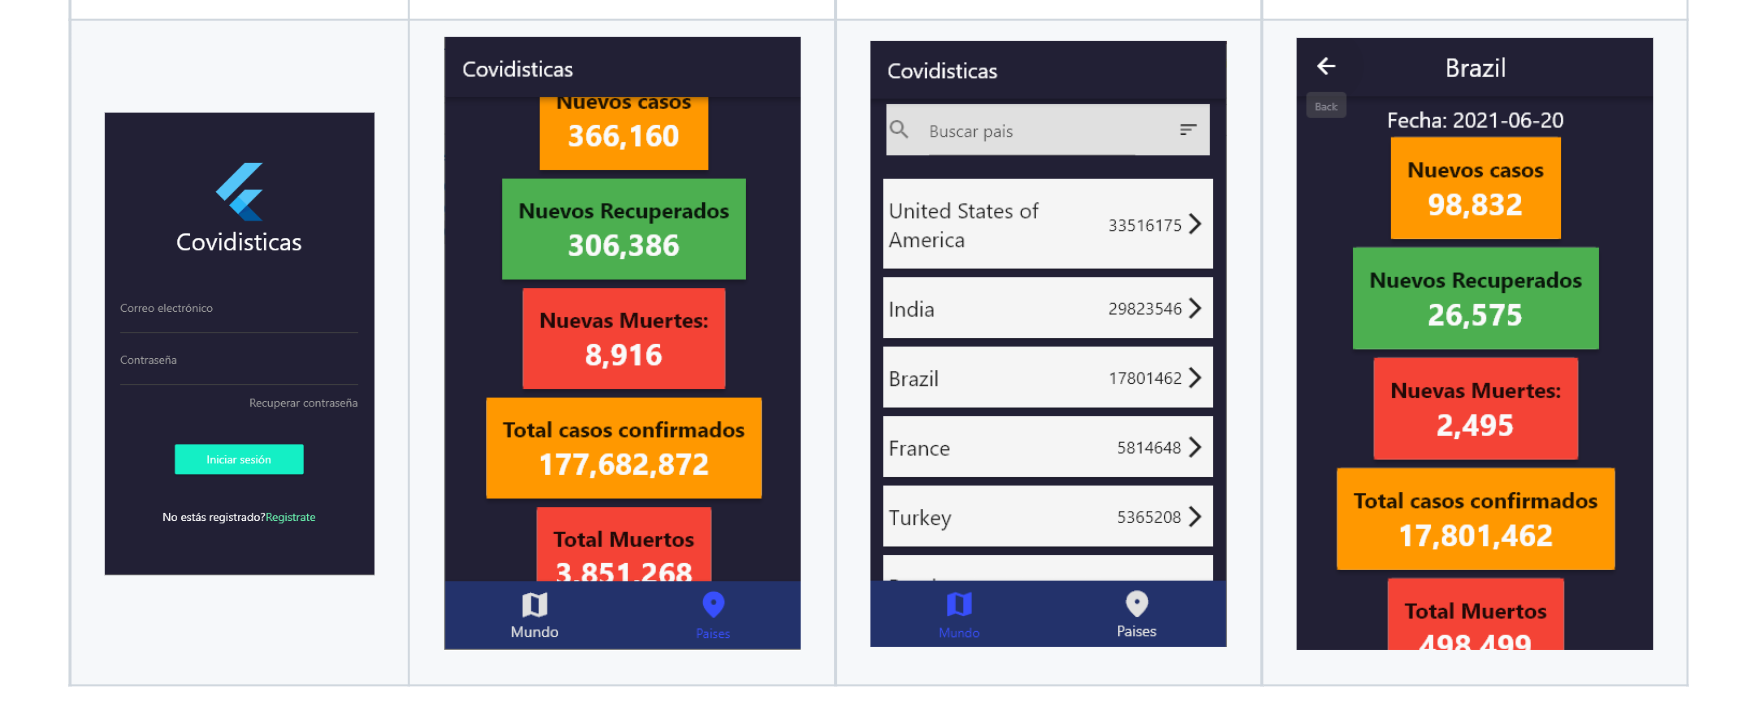 Covidisticas
Correo electrónico
Contraseña
Recuperar contraseña
Iniciar sesión
No estás registrado?Registrate
Covidisticas
Nuevos casos
366,160
Nuevos Recuperados
306,386
Nuevas Muertes:
8,916
Total casos confirmados
177,682,872
Total Muertos
3,851,268
Mundo
Paises
Covidisticas
Buscar pais
United States of
America
33516175
India
29823546
Brazil
17801462
France
5814648
Turkey
5365208
Mundo
Paises
Brazil
Back
Fecha: 2021-06-20
Nuevos casos
98,832
Nuevos Recuperados
26,575
Nuevas Muertes:
2,495
Total casos confirmados
17,801,462
Total Muertos
498,499